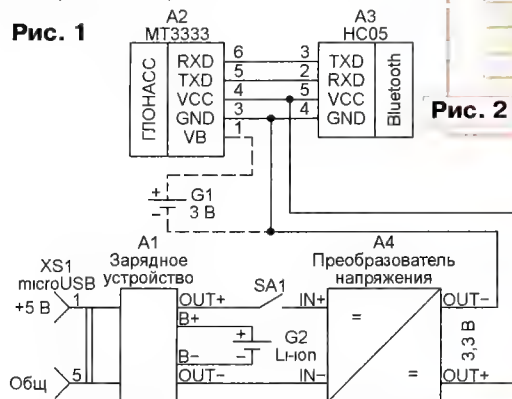 Рис. 1
A2
MT3333
A3
HC05
ГЛОНАСС
RXD 6
TXD 5
VCC 4
GND 3
VB 1
3 TXD
2 RXD
5 VCC
4 GND
Bluetooth
Рис. 2
+ G1
− 3 В
XS1
microUSB
+5 В 1
Общ 5
A1
Зарядное
устройство
OUT+
B+
B−
OUT−
SA1
+ G2
− Li-ion
A4
Преобразователь
напряжения
IN+
IN−
=
=
OUT−
3,3 В
OUT+